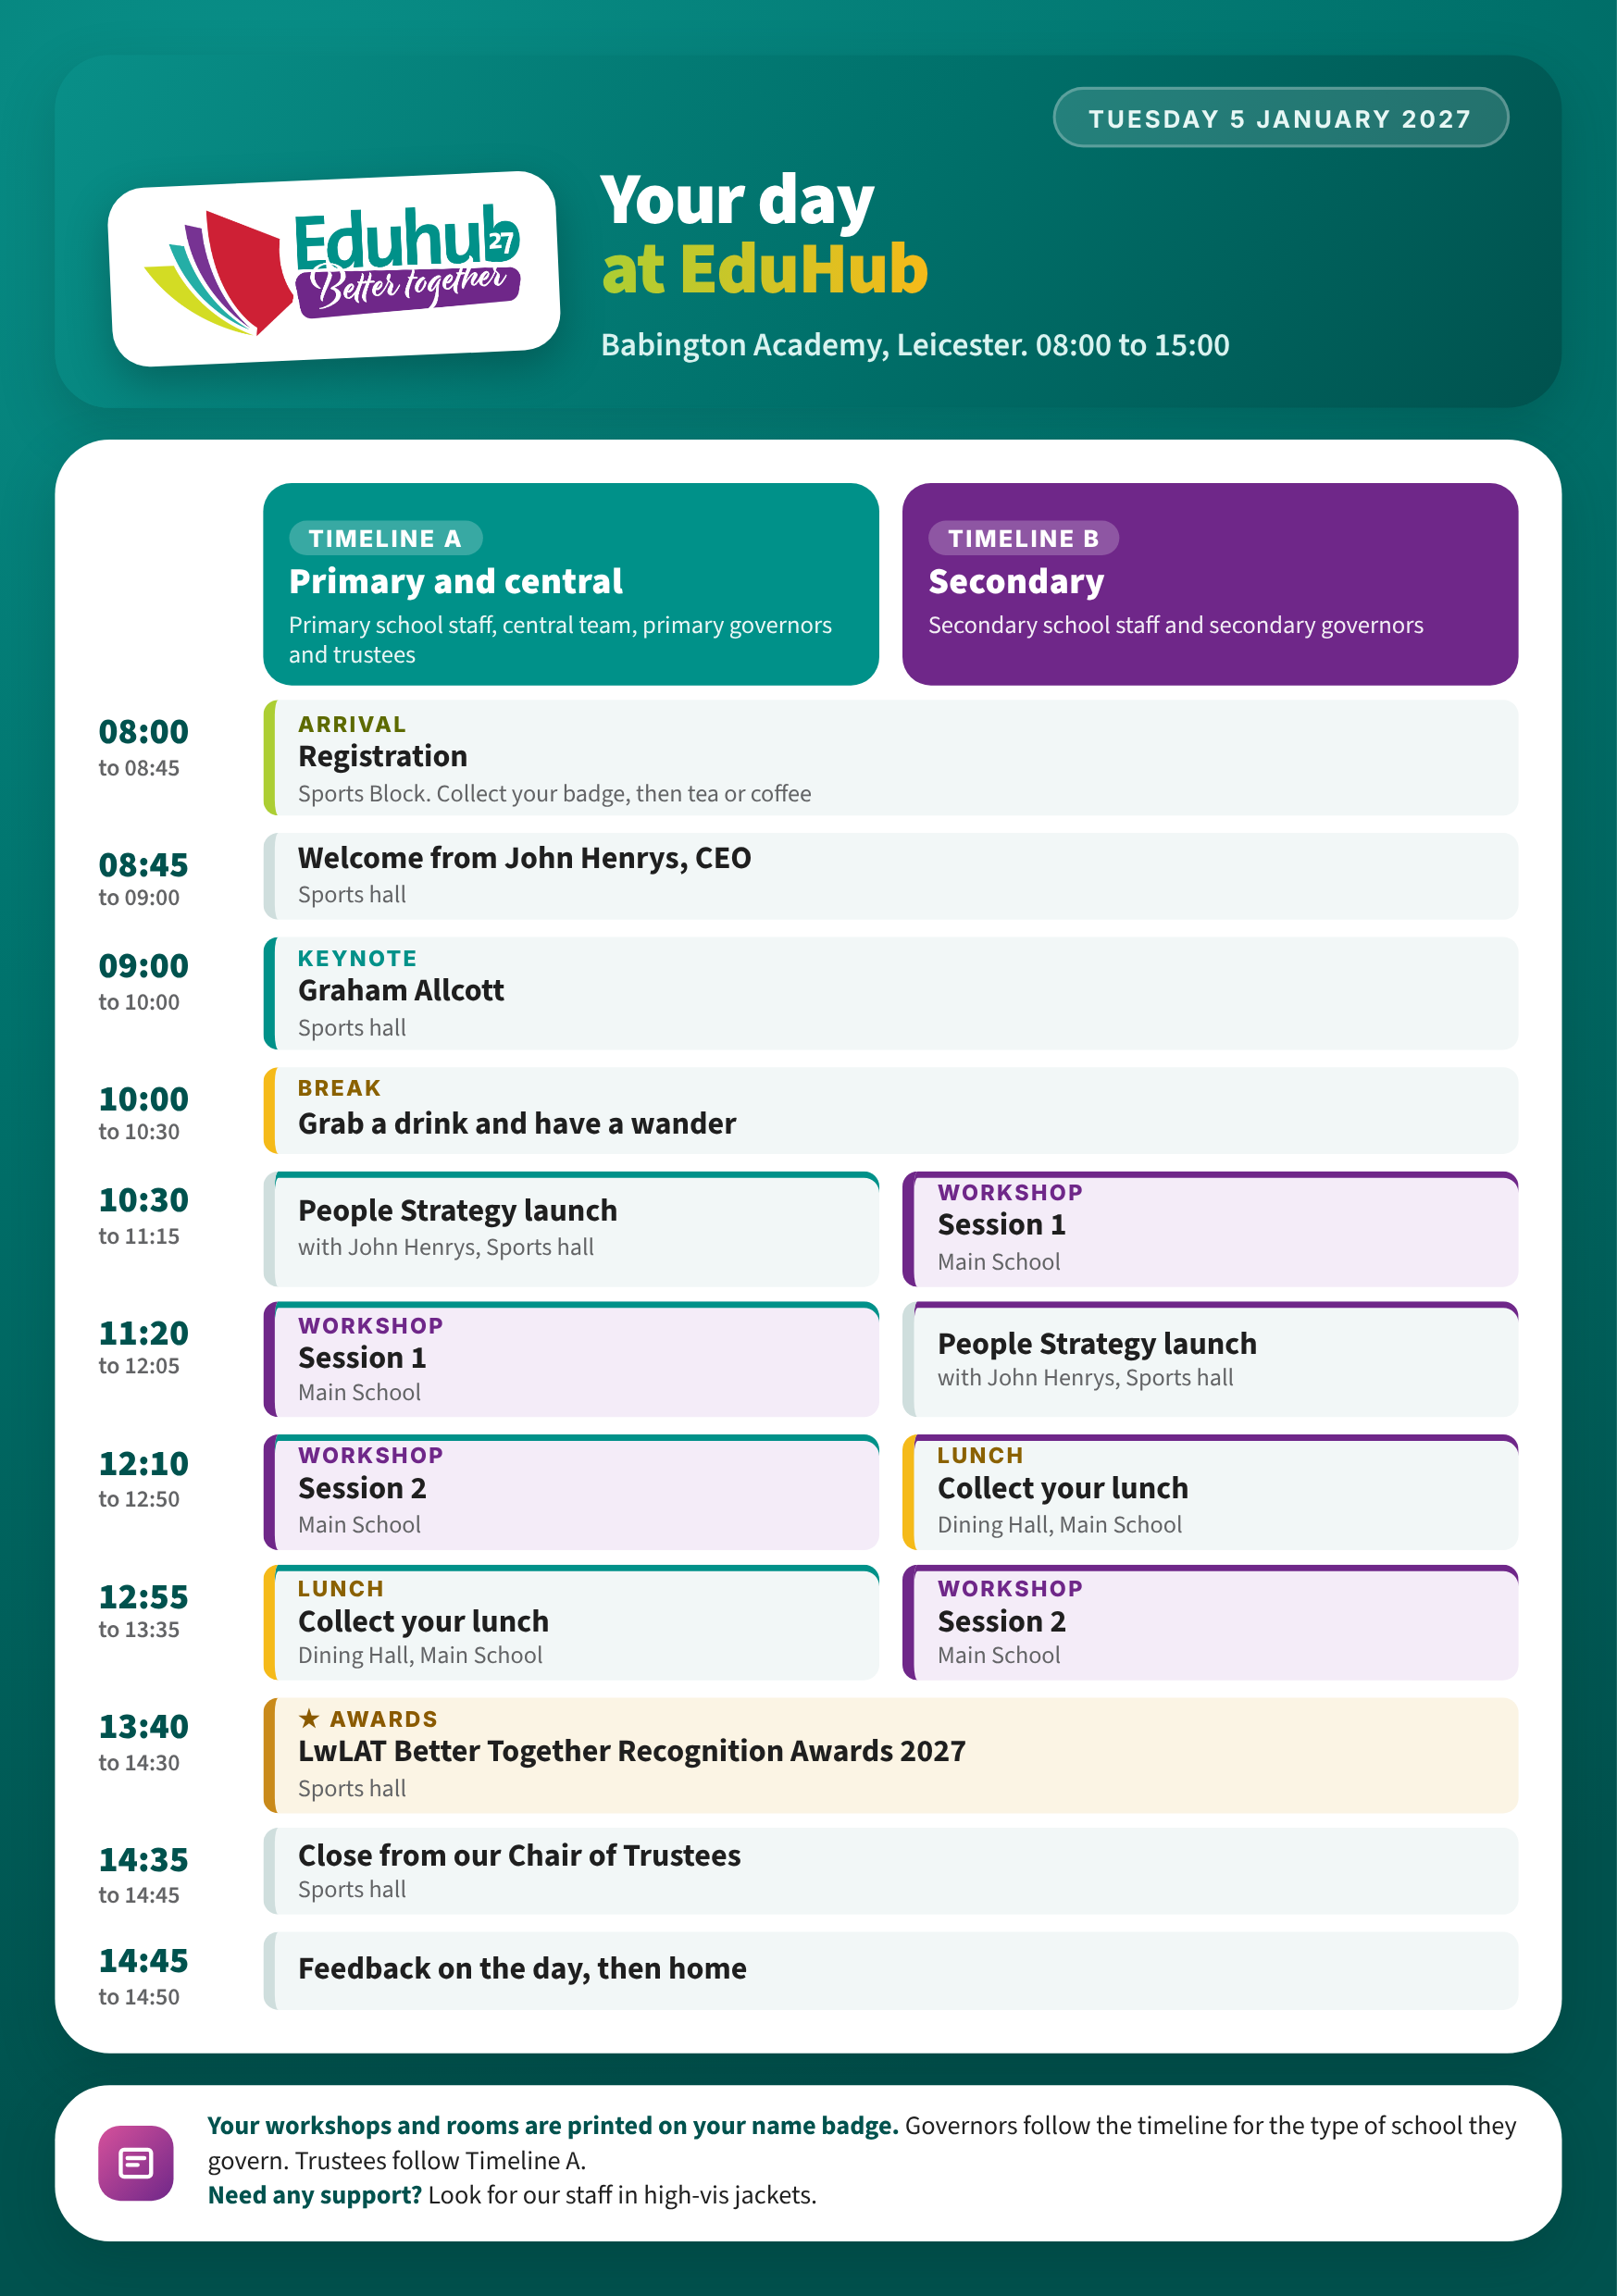 TUESDAY 5 JANUARY 2027
Eduhub
27
Better together
Your day
at EduHub
Babington Academy, Leicester. 08:00 to 15:00
TIMELINE A
Primary and central
Primary school staff, central team, primary governors
and trustees
TIMELINE B
Secondary
Secondary school staff and secondary governors
08:00
to 08:45
ARRIVAL
Registration
Sports Block. Collect your badge, then tea or coffee
08:45
to 09:00
Welcome from John Henrys, CEO
Sports hall
09:00
to 10:00
KEYNOTE
Graham Allcott
Sports hall
10:00
to 10:30
BREAK
Grab a drink and have a wander
10:30
to 11:15
People Strategy launch
with John Henrys, Sports hall
WORKSHOP
Session 1
Main School
11:20
to 12:05
WORKSHOP
Session 1
Main School
People Strategy launch
with John Henrys, Sports hall
12:10
to 12:50
WORKSHOP
Session 2
Main School
LUNCH
Collect your lunch
Dining Hall, Main School
12:55
to 13:35
LUNCH
Collect your lunch
Dining Hall, Main School
WORKSHOP
Session 2
Main School
13:40
to 14:30
★ AWARDS
LwLAT Better Together Recognition Awards 2027
Sports hall
14:35
to 14:45
Close from our Chair of Trustees
Sports hall
14:45
to 14:50
Feedback on the day, then home
Your workshops and rooms are printed on your name badge. Governors follow the timeline for the type of school they
govern. Trustees follow Timeline A.
Need any support? Look for our staff in high-vis jackets.